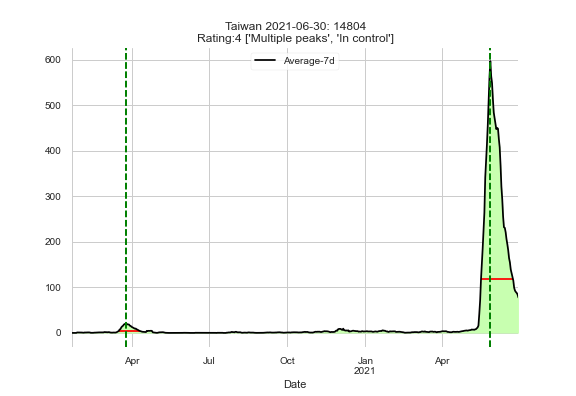 Taiwan 2021-06-30: 14804
Rating:4 ['Multiple peaks', 'In control']
Average-7d
600
500
400
300
200
100
0
Apr
Jul
Oct
Jan
2021
Apr
Date